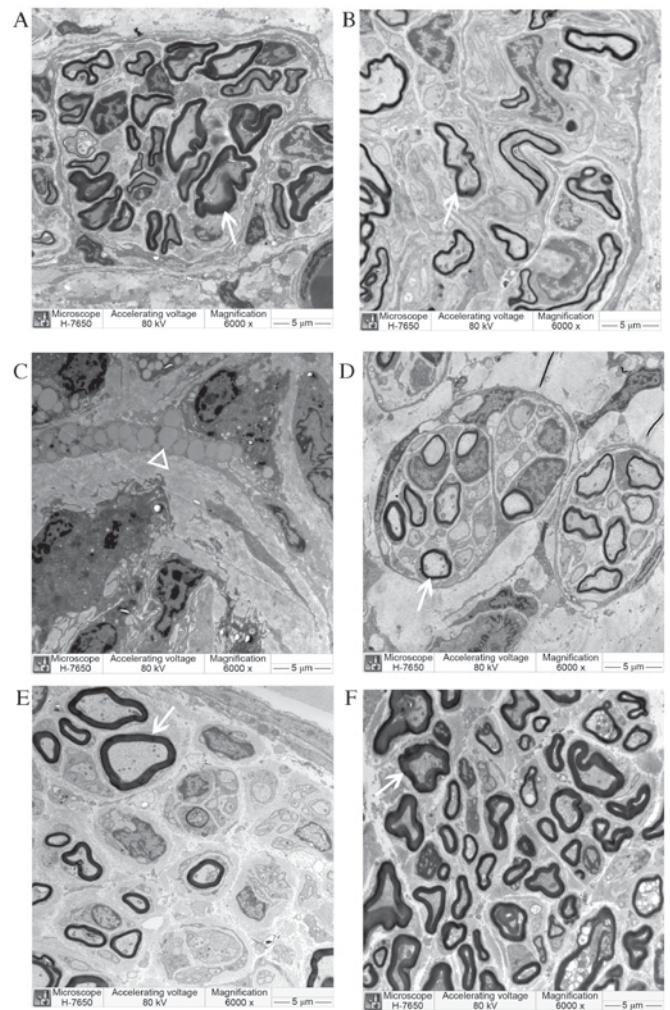 A
Microscope Accelerating voltage Magnification
H-7650 80 kV 6000 x 5 μm
B
Microscope Accelerating voltage Magnification
H-7650 80 kV 6000 x 5 μm
C
Microscope Accelerating voltage Magnification
H-7650 80 kV 6000 x 5 μm
D
Microscope Accelerating voltage Magnification
H-7650 80 kV 6000 x 5 μm
E
Microscope Accelerating voltage Magnification
H-7650 80 kV 6000 x 5 μm
F
Microscope Accelerating voltage Magnification
H-7650 80 kV 6000 x 5 μm